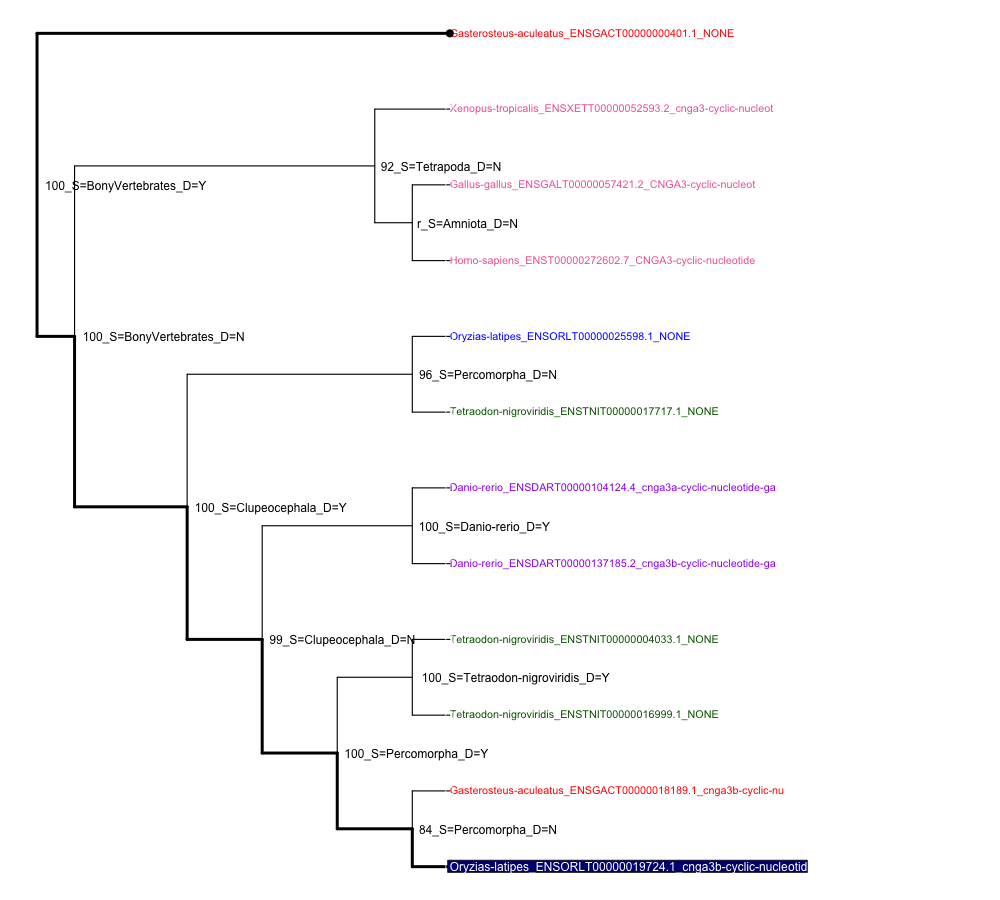 Gasterosteus-aculeatus_ENSGACT00000000401.1_NONE
Xenopus-tropicalis_ENSXETT00000052593.2_cnga3-cyclic-nucleot
92_S=Tetrapoda_D=N
100_S=BonyVertebrates_D=Y
Gallus-gallus_ENSGALT00000057421.2_CNGA3-cyclic-nucleot
r_S=Amniota_D=N
Homo-sapiens_ENST00000272602.7_CNGA3-cyclic-nucleotide
100_S=BonyVertebrates_D=N
Oryzias-latipes_ENSORLT00000025598.1_NONE
96_S=Percomorpha_D=N
Tetraodon-nigroviridis_ENSTNIT00000017717.1_NONE
Danio-rerio_ENSDART00000104124.4_cnga3a-cyclic-nucleotide-ga
100_S=Clupeocephala_D=Y
100_S=Danio-rerio_D=Y
Danio-rerio_ENSDART00000137185.2_cnga3b-cyclic-nucleotide-ga
99_S=Clupeocephala_D=N
Tetraodon-nigroviridis_ENSTNIT00000004033.1_NONE
100_S=Tetraodon-nigroviridis_D=Y
Tetraodon-nigroviridis_ENSTNIT00000016999.1_NONE
100_S=Percomorpha_D=Y
Gasterosteus-aculeatus_ENSGACT00000018189.1_cnga3b-cyclic-nu
84_S=Percomorpha_D=N
Oryzias-latipes_ENSORLT00000019724.1_cnga3b-cyclic-nucleotid